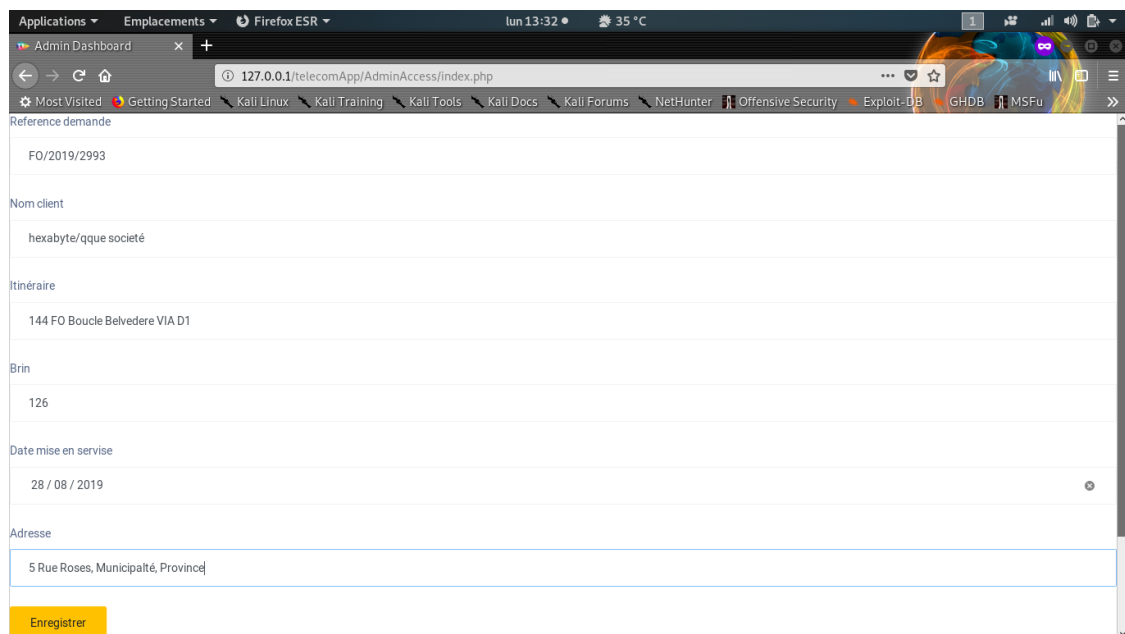 Applications Emplacements Firefox ESR lun 13:32 35 °C 1
Admin Dashboard
127.0.0.1/telecomApp/AdminAccess/index.php
Most Visited Getting Started Kali Linux Kali Training Kali Tools Kali Docs Kali Forums NetHunter Offensive Security Exploit-DB GHDB MSFu
Reference demande
FO/2019/2993
Nom client
hexabyte/qque societé
Itinéraire
144 FO Boucle Belvedere VIA D1
Brin
126
Date mise en servise
28 / 08 / 2019
Adresse
5 Rue Roses, Municipalté, Province
Enregistrer